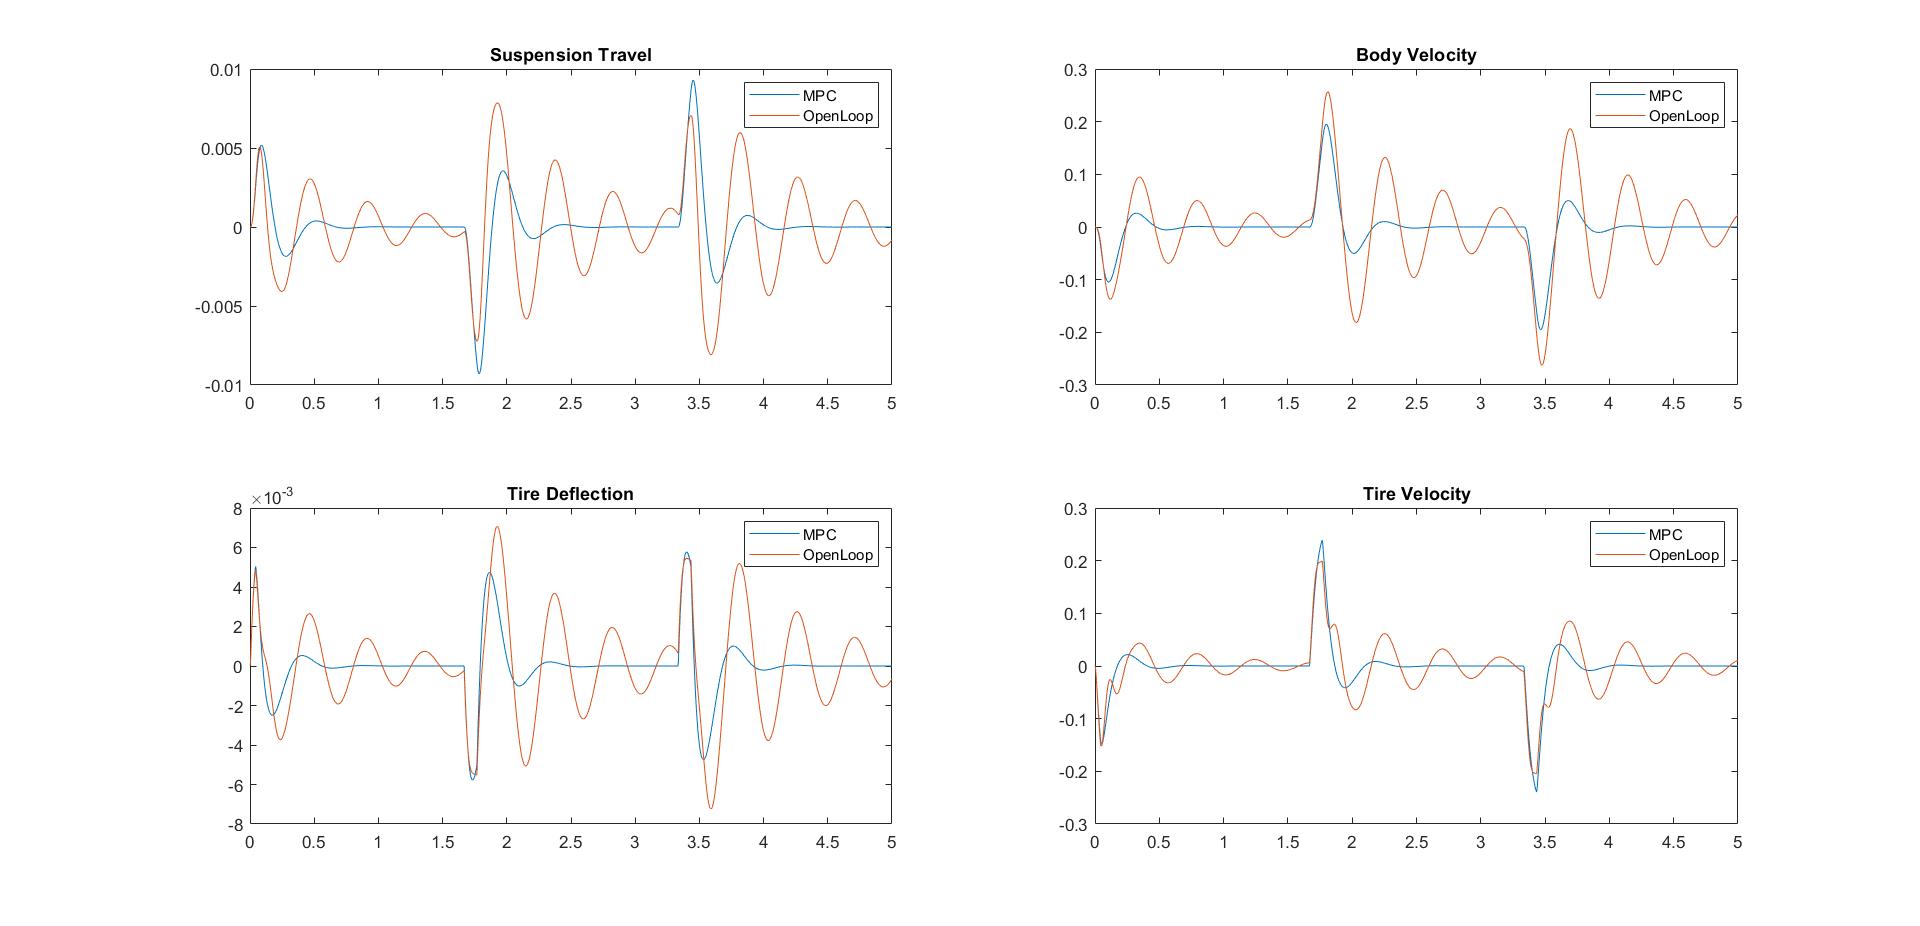 Suspension Travel
0.01
0.005
0
-0.005
-0.01
0 0.5 1 1.5 2 2.5 3 3.5 4 4.5 5
MPC
OpenLoop
Body Velocity
0.3
0.2
0.1
0
-0.1
-0.2
-0.3
0 0.5 1 1.5 2 2.5 3 3.5 4 4.5 5
MPC
OpenLoop
Tire Deflection
×10-3
8
6
4
2
0
-2
-4
-6
-8
0 0.5 1 1.5 2 2.5 3 3.5 4 4.5 5
MPC
OpenLoop
Tire Velocity
0.3
0.2
0.1
0
-0.1
-0.2
-0.3
0 0.5 1 1.5 2 2.5 3 3.5 4 4.5 5
MPC
OpenLoop